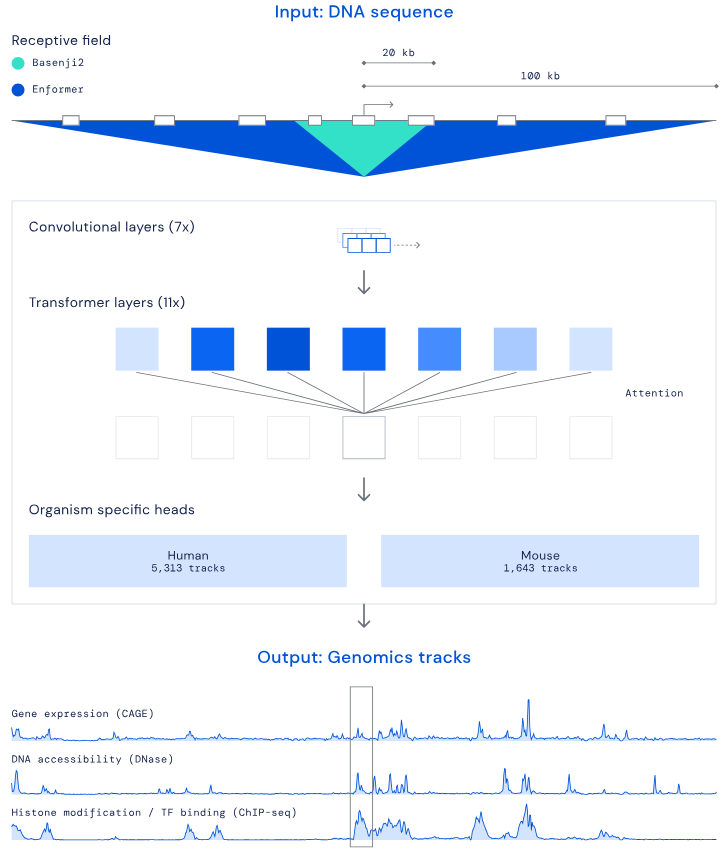 Input: DNA sequence
Receptive field
Basenji2
Enformer
20 kb
100 kb
Convolutional layers (7x)
Transformer layers (11x)
Attention
Organism specific heads
Human
5,313 tracks
Mouse
1,643 tracks
Output: Genomics tracks
Gene expression (CAGE)
DNA accessibility (DNase)
Histone modification / TF binding (ChIP-seq)